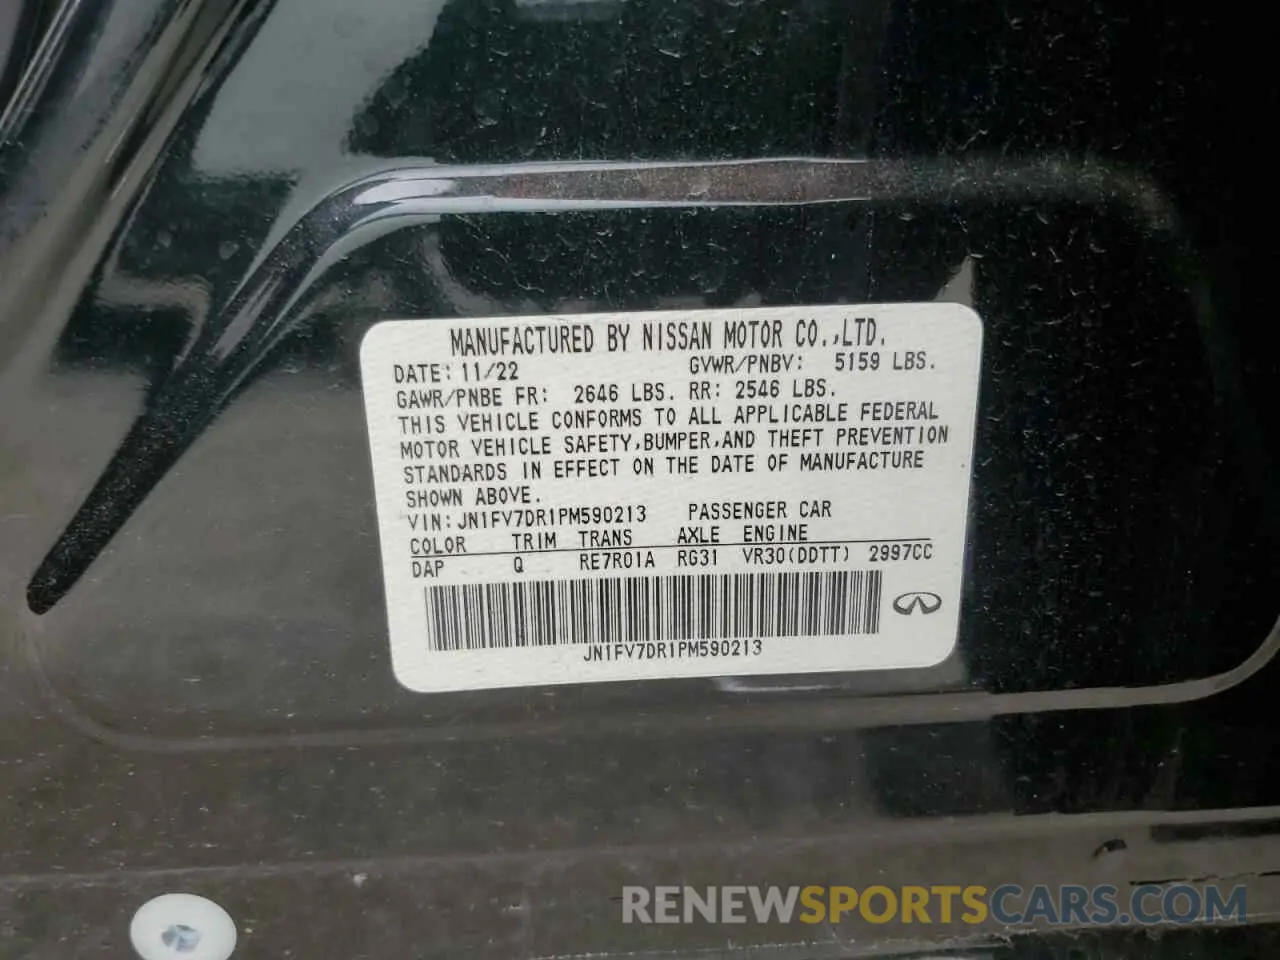 MANUFACTURED BY NISSAN MOTOR CO.,LTD.
DATE: 11/22 GVWR/PNBV: 5159 LBS.
GAWR/PNBE FR: 2646 LBS. RR: 2546 LBS.
THIS VEHICLE CONFORMS TO ALL APPLICABLE FEDERAL
MOTOR VEHICLE SAFETY,BUMPER,AND THEFT PREVENTION
STANDARDS IN EFFECT ON THE DATE OF MANUFACTURE
SHOWN ABOVE.
VIN:JN1FV7DR1PM590213 PASSENGER CAR
COLOR TRIM TRANS AXLE ENGINE
DAP Q RE7R01A RG31 VR30(DDTT) 2997CC
JN1FV7DR1PM590213
RENEWSPORTSCARS.COM